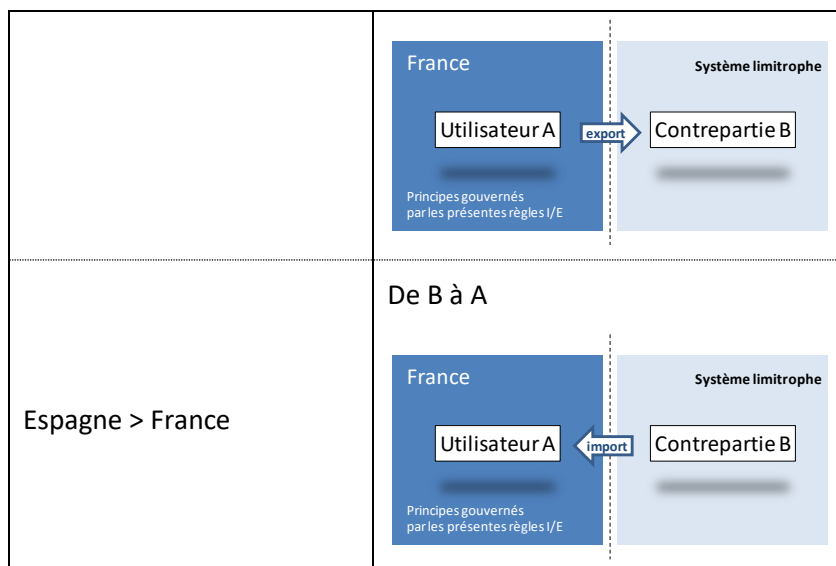 France
Système limitrophe
Utilisateur A
export
Contrepartie B
Principes gouvernés
par les présentes règles I/E
Espagne > France
De B à A
France
Système limitrophe
Utilisateur A
import
Contrepartie B
Principes gouvernés
par les présentes règles I/E